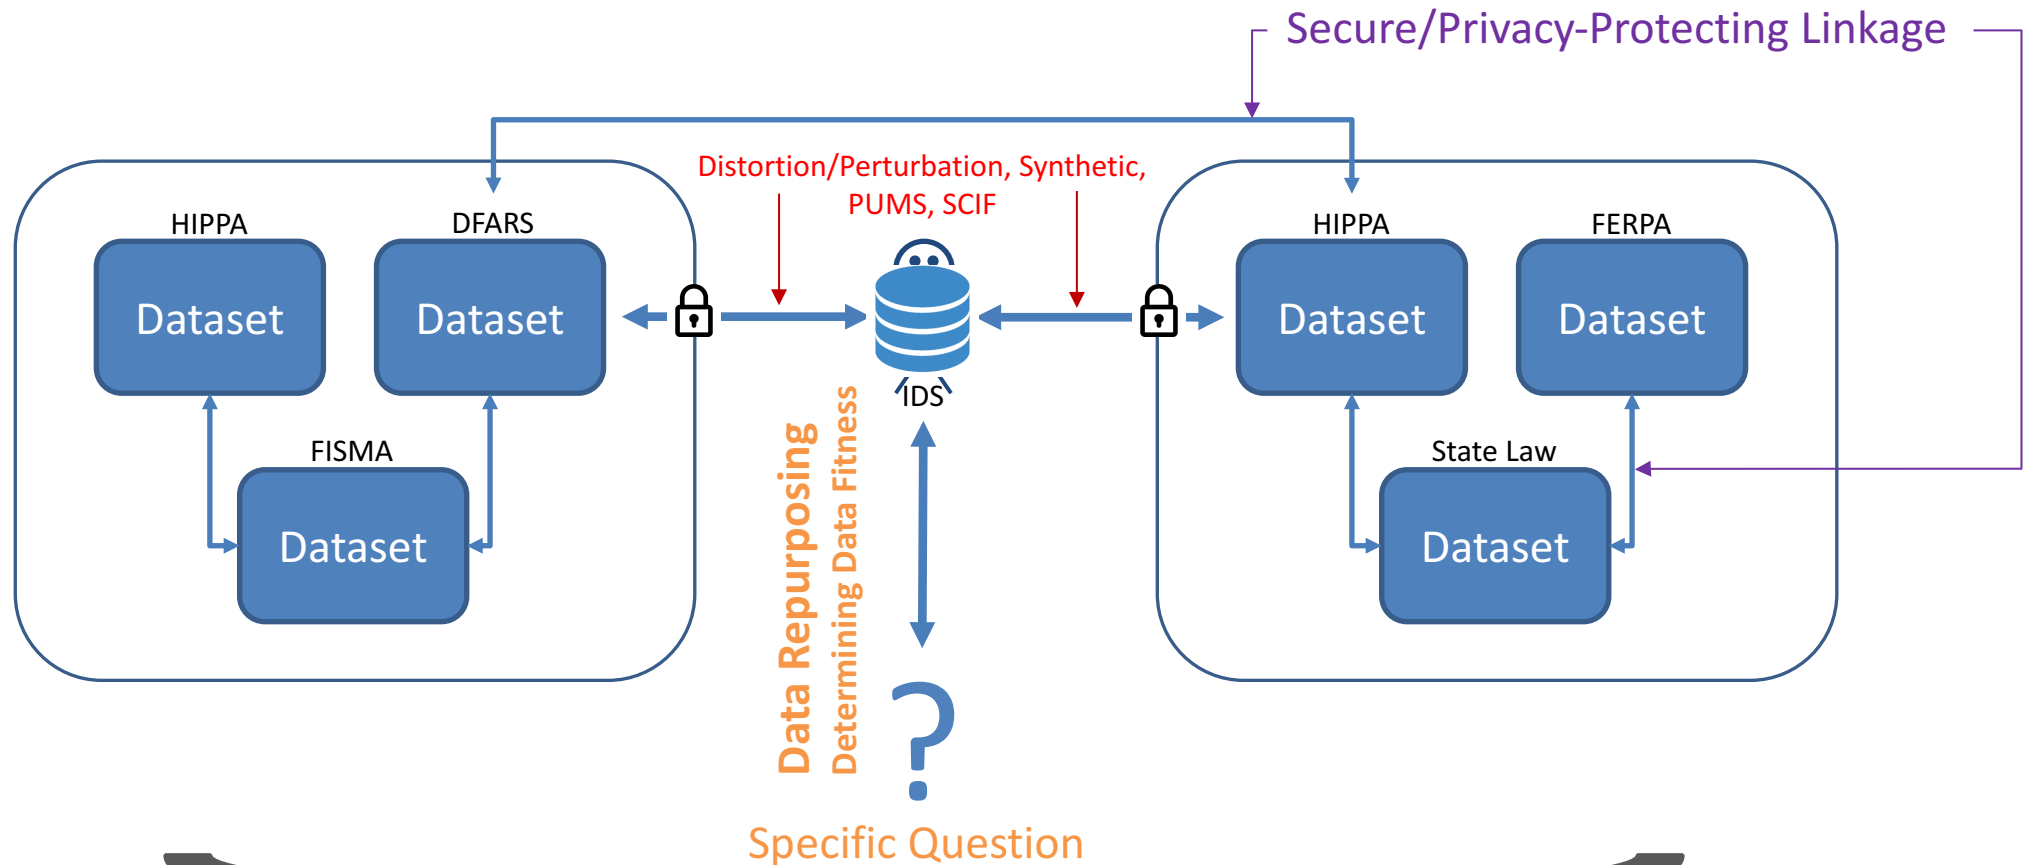 Secure/Privacy-Protecting Linkage
Distortion/Perturbation, Synthetic,
PUMS, SCIF
HIPPA
DFARS
Dataset
Dataset
FISMA
Dataset
IDS
HIPPA
FERPA
Dataset
Dataset
State Law
Dataset
Data Repurposing
Determining Data Fitness
?
Specific Question